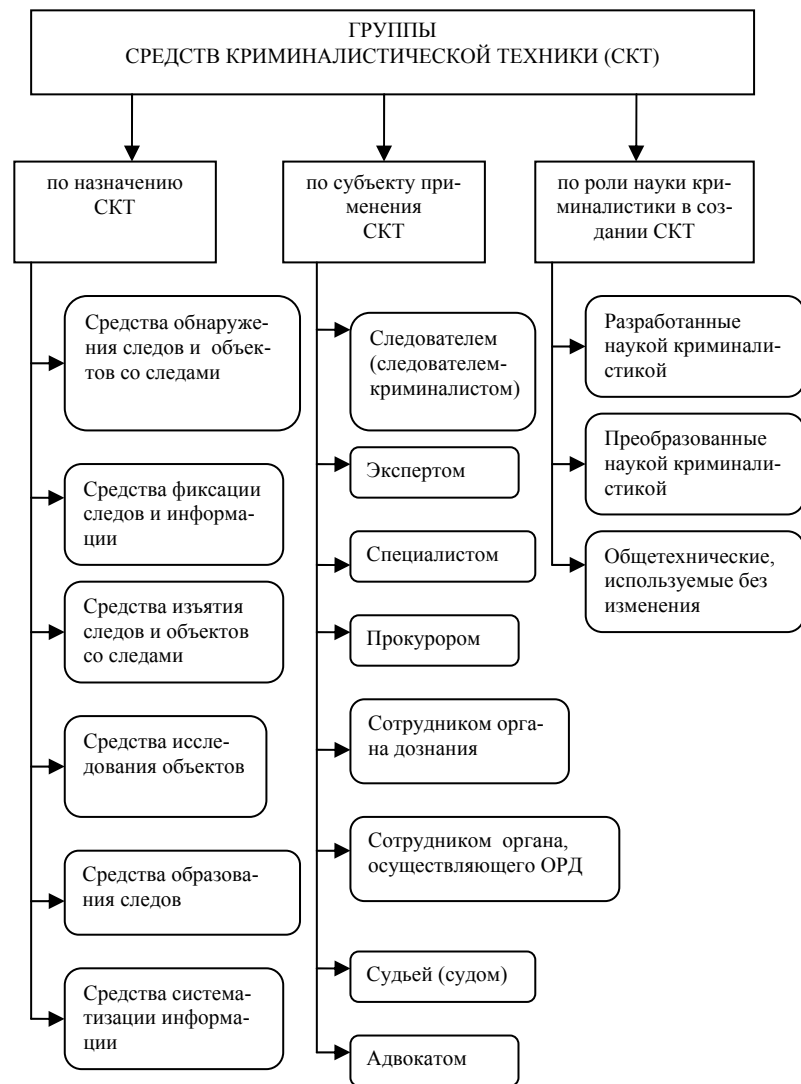 ГРУППЫ
СРЕДСТВ КРИМИНАЛИСТИЧЕСКОЙ ТЕХНИКИ (СКТ)
по назначению
СКТ
Средства обнаруже-
ния следов и объек-
тов со следами
Средства фиксации
следов и информа-
ции
Средства изъятия
следов и объектов
со следами
Средства иссле-
дования объектов
Средства образова-
ния следов
Средства система-
тизации информа-
ции
по субъекту при-
менения
СКТ
Следователем
(следователем-
криминалистом)
Экспертом
Специалистом
Прокурором
Сотрудником орга-
на дознания
Сотрудником органа,
осуществляющего ОРД
Судьей (судом)
Адвокатом
по роли науки кри-
миналистики в соз-
дании СКТ
Разработанные
наукой криминали-
стикой
Преобразованные
наукой криминали-
стикой
Общетехнические,
используемые без
изменения